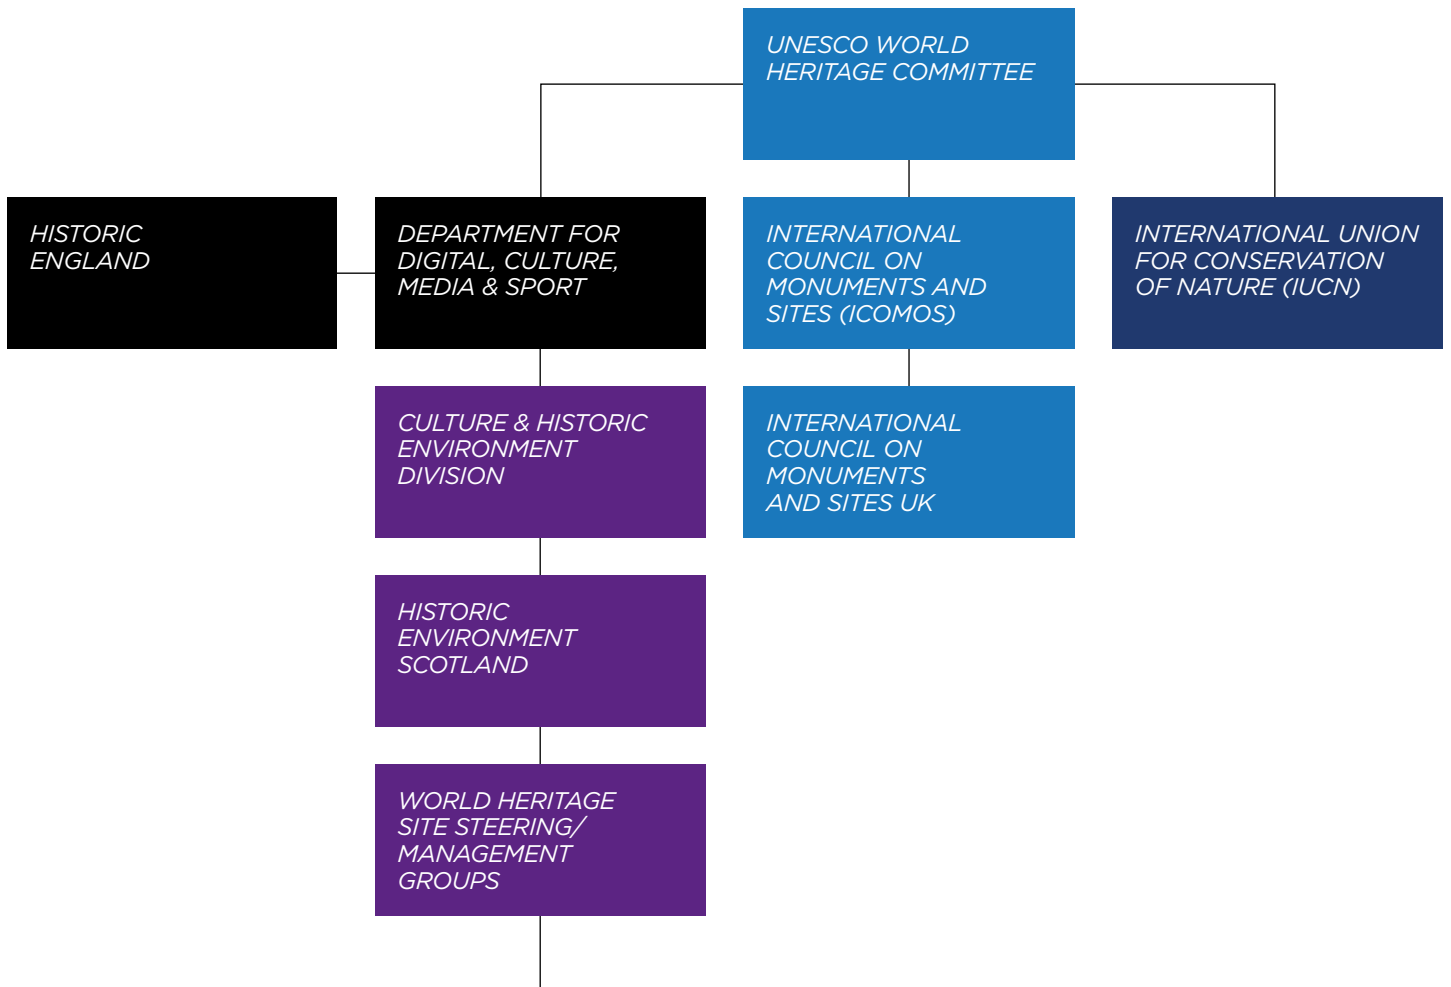 UNESCO WORLD
HERITAGE COMMITTEE
HISTORIC
ENGLAND
DEPARTMENT FOR
DIGITAL, CULTURE,
MEDIA & SPORT
INTERNATIONAL
COUNCIL ON
MONUMENTS AND
SITES (ICOMOS)
INTERNATIONAL UNION
FOR CONSERVATION
OF NATURE (IUCN)
CULTURE & HISTORIC
ENVIRONMENT
DIVISION
INTERNATIONAL
COUNCIL ON
MONUMENTS
AND SITES UK
HISTORIC
ENVIRONMENT
SCOTLAND
WORLD HERITAGE
SITE STEERING/
MANAGEMENT
GROUPS